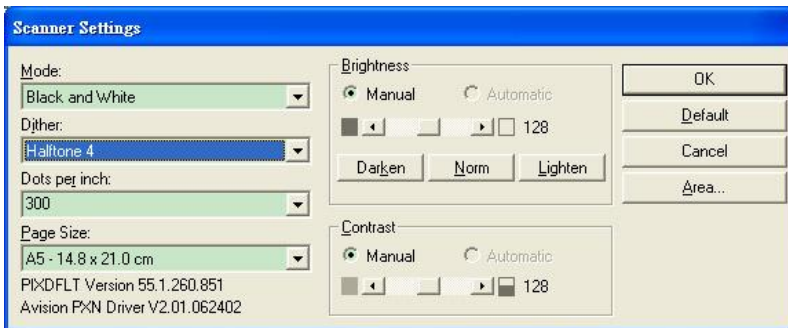 Scanner Settings
Mode:
Black and White
Dither:
Halftone 4
Dots per inch:
300
Page Size:
A5 - 14.8 x 21.0 cm
PIXDFLT Version 55.1.260.851
Avision PXN Driver V2.01.062402
Brightness
Manual Automatic
128
Darken Norm Lighten
Contrast
Manual Automatic
128
OK
Default
Cancel
Area...